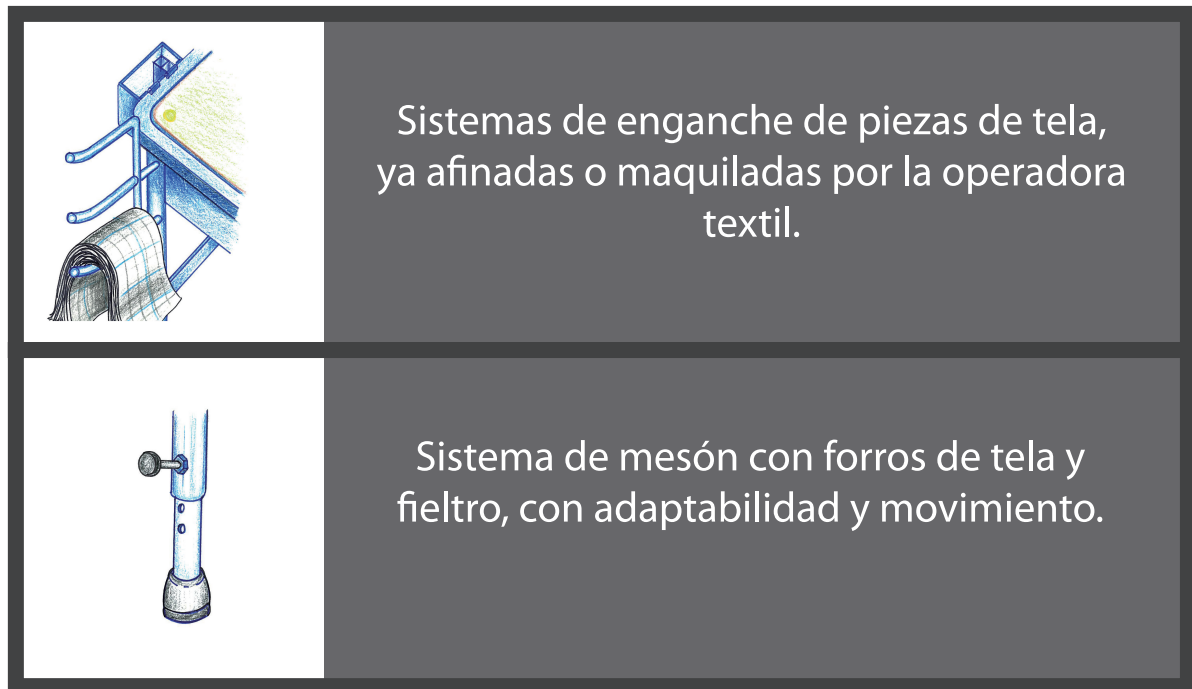 Sistemas de enganche de piezas de tela,
ya afinadas o maquiladas por la operadora
textil.
Sistema de mesón con forros de tela y
fieltro, con adaptabilidad y movimiento.